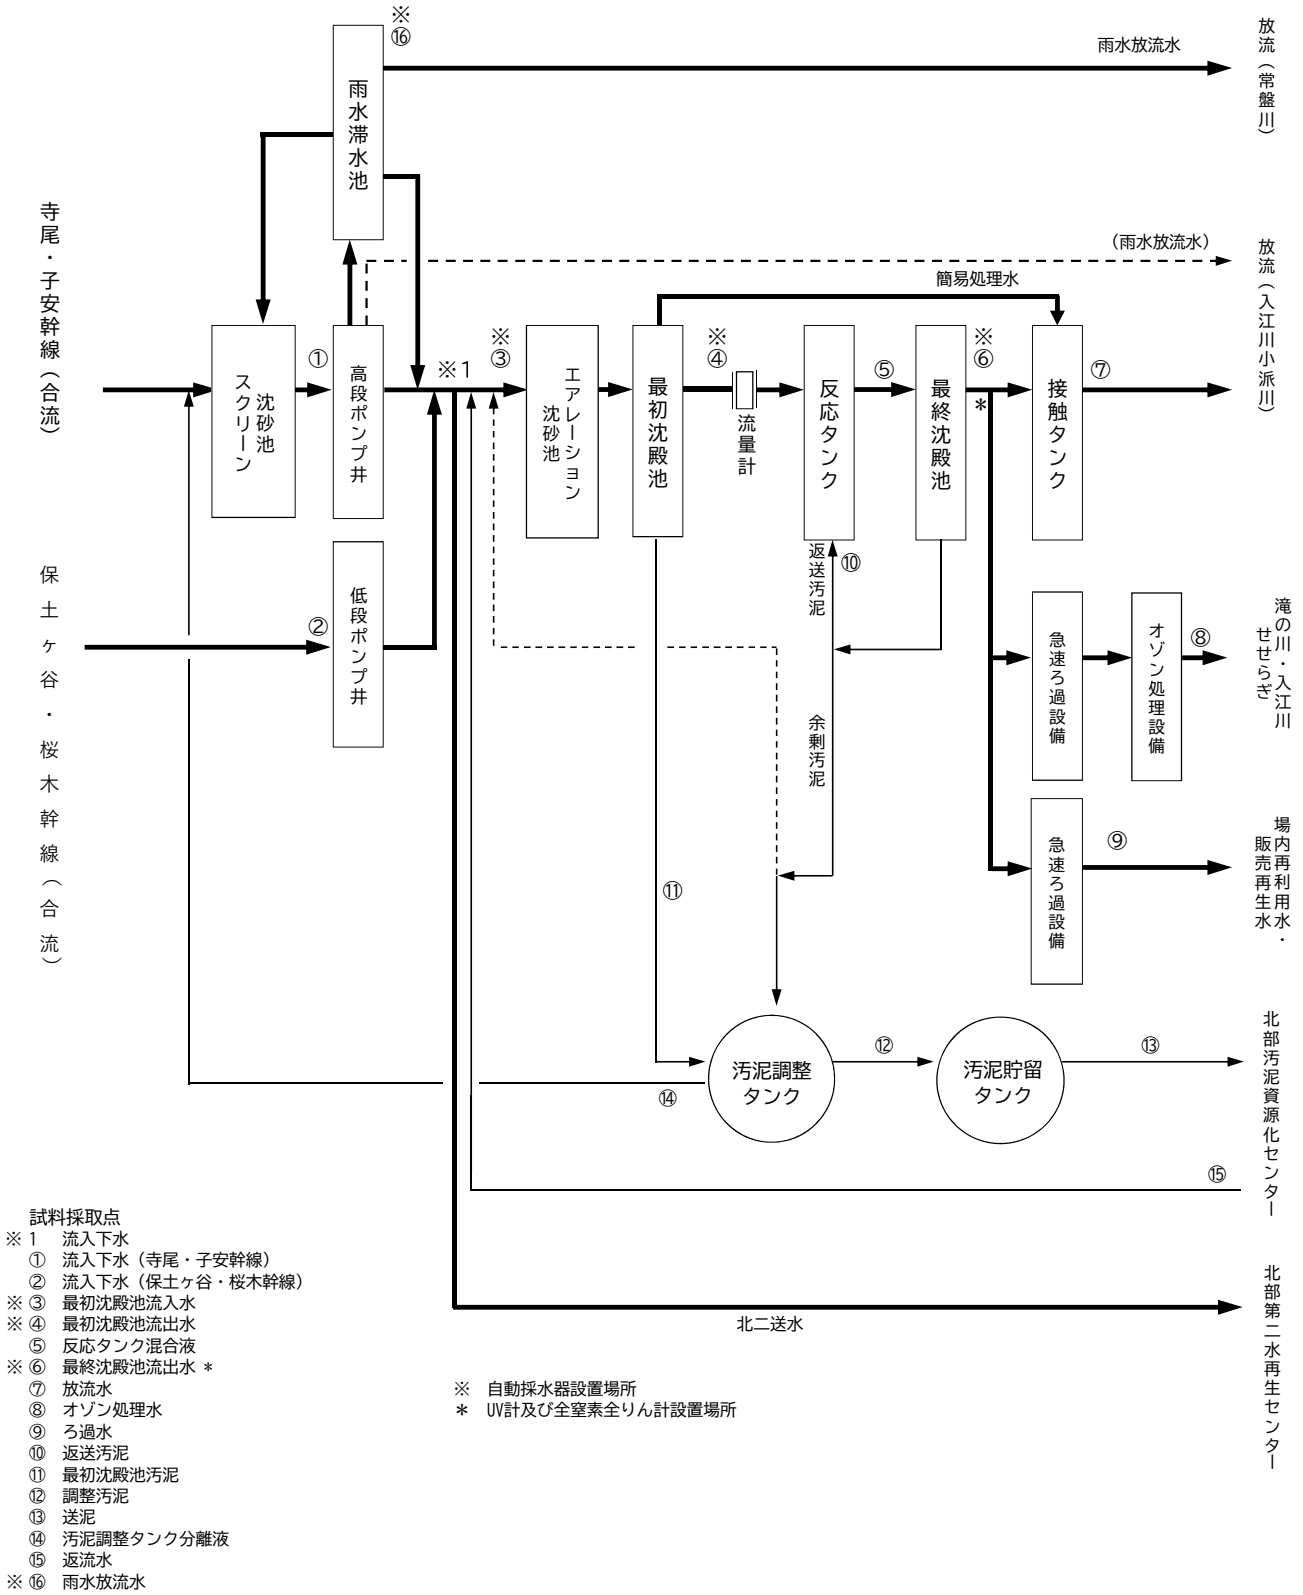 ※
⑯
雨水放流水
放流（常盤川）
雨水滞水池
寺尾・子安幹線（合流）
（雨水放流水）
放流（入江川小派川）
簡易処理水
①
※1
※
③
※
④
⑤
※
⑥
*
⑦
沈砂池
スクリーン
高段ポンプ井
エアレーション
沈砂池
最初沈殿池
流量計
反応タンク
最終沈殿池
接触タンク
保土ヶ谷・桜木幹線（合流）
②
低段ポンプ井
返送汚泥
⑩
余剰汚泥
急速ろ過設備
オゾン処理設備
⑧
滝の川・入江川
せせらぎ
急速ろ過設備
⑨
場内再利用水・
販売再生水
⑪
汚泥調整
タンク
⑫
汚泥貯留
タンク
⑬
北部汚泥資源化センター
⑭
⑮
北二送水
北部第二水再生センター
試料採取点
※ 1 流入下水
① 流入下水（寺尾・子安幹線）
② 流入下水（保土ヶ谷・桜木幹線）
※ ③ 最初沈殿池流入水
※ ④ 最初沈殿池流出水
⑤ 反応タンク混合液
※ ⑥ 最終沈殿池流出水 *
⑦ 放流水
⑧ オゾン処理水
⑨ ろ過水
⑩ 返送汚泥
⑪ 最初沈殿池汚泥
⑫ 調整汚泥
⑬ 送泥
⑭ 汚泥調整タンク分離液
⑮ 返流水
※ ⑯ 雨水放流水
※ 自動採水器設置場所
* UV計及び全窒素全りん計設置場所